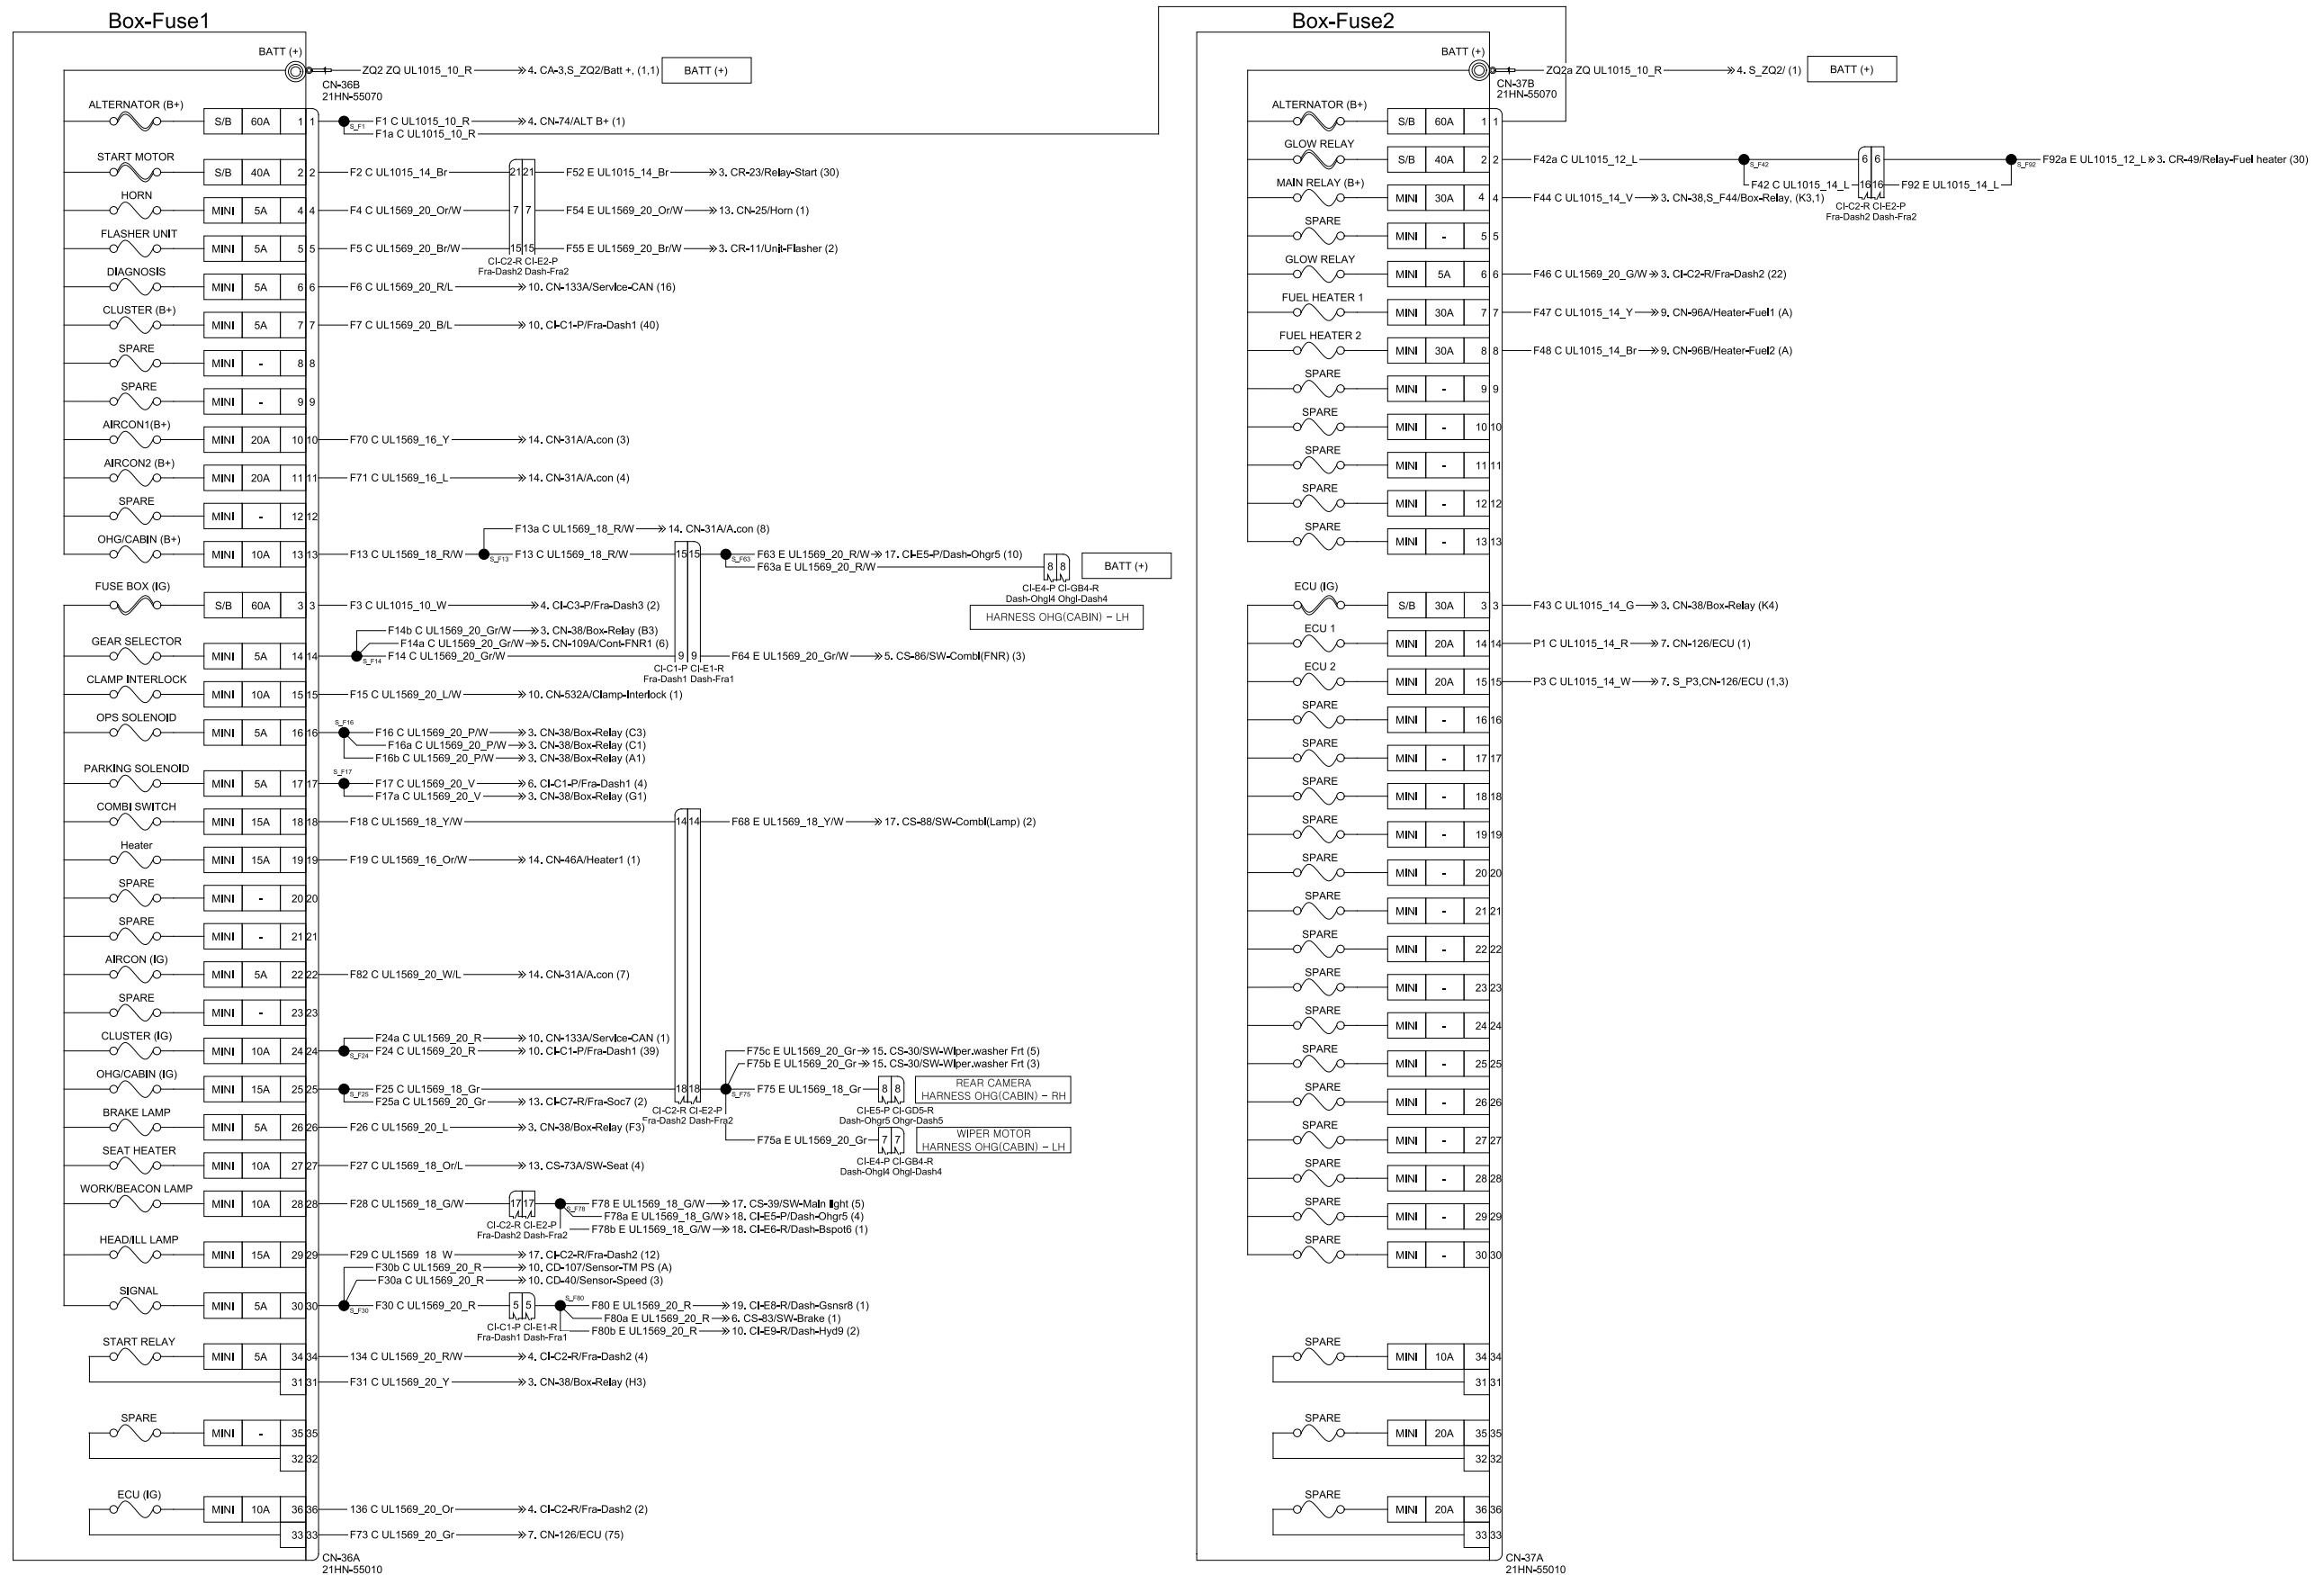 Box-Fuse1
BATT (+)
ZQ2 ZQ UL1015_10_R 4. CA-3,S_ZQ2/Batt +, (1,1) BATT (+)
CN-36B
21HN-55070
ALTERNATOR (B+)
S/B 60A 1 1 S_F1 F1 C UL1015_10_R 4. CN-74/ALT B+ (1)
F1a C UL1015_10_R
START MOTOR
S/B 40A 2 2 F2 C UL1015_14_Br 21 21 F52 E UL1015_14_Br 3. CR-23/Relay-Start (30)
HORN
MINI 5A 4 4 F4 C UL1569_20_Or/W 7 7 F54 E UL1569_20_Or/W 13. CN-25/Horn (1)
FLASHER UNIT
MINI 5A 5 5 F5 C UL1569_20_Br/W 15 15 F55 E UL1569_20_Br/W 3. CR-11/Unit-Flasher (2)
CI-C2-R CI-E2-P
Fra-Dash2 Dash-Fra2
DIAGNOSIS
MINI 5A 6 6 F6 C UL1569_20_R/L 10. CN-133A/Service-CAN (16)
CLUSTER (B+)
MINI 5A 7 7 F7 C UL1569_20_B/L 10. CI-C1-P/Fra-Dash1 (40)
SPARE
MINI - 8 8
SPARE
MINI - 9 9
AIRCON1(B+)
MINI 20A 10 10 F70 C UL1569_16_Y 14. CN-31A/A.con (3)
AIRCON2 (B+)
MINI 20A 11 11 F71 C UL1569_16_L 14. CN-31A/A.con (4)
SPARE
MINI - 12 12
F13a C UL1569_18_R/W 14. CN-31A/A.con (8)
OHG/CABIN (B+)
MINI 10A 13 13 F13 C UL1569_18_R/W S_F13 F13 C UL1569_18_R/W 15 15 S_F63 F63 E UL1569_20_R/W 17. CI-E5-P/Dash-Ohgr5 (10)
F63a E UL1569_20_R/W 8 8 BATT (+)
CI-E4-P CI-GB4-R
Dash-Ohgl4 Ohgl-Dash4
HARNESS OHG(CABIN) - LH
FUSE BOX (IG)
S/B 60A 3 3 F3 C UL1015_10_W 4. CI-C3-P/Fra-Dash3 (2)
F14b C UL1569_20_Gr/W 3. CN-38/Box-Relay (B3)
F14a C UL1569_20_Gr/W 5. CN-109A/Cont-FNR1 (6)
GEAR SELECTOR
MINI 5A 14 14 S_F14 F14 C UL1569_20_Gr/W 9 9 F64 E UL1569_20_Gr/W 5. CS-86/SW-Combi(FNR) (3)
CI-C1-P CI-E1-R
Fra-Dash1 Dash-Fra1
CLAMP INTERLOCK
MINI 10A 15 15 F15 C UL1569_20_L/W 10. CN-532A/Clamp-Interlock (1)
OPS SOLENOID
S_F16
MINI 5A 16 16 F16 C UL1569_20_P/W 3. CN-38/Box-Relay (C3)
F16a C UL1569_20_P/W 3. CN-38/Box-Relay (C1)
F16b C UL1569_20_P/W 3. CN-38/Box-Relay (A1)
PARKING SOLENOID
S_F17
MINI 5A 17 17 F17 C UL1569_20_V 6. CI-C1-P/Fra-Dash1 (4)
F17a C UL1569_20_V 3. CN-38/Box-Relay (G1)
COMBI SWITCH
MINI 15A 18 18 F18 C UL1569_18_Y/W 14 14 F68 E UL1569_18_Y/W 17. CS-88/SW-Combi(Lamp) (2)
Heater
MINI 15A 19 19 F19 C UL1569_16_Or/W 14. CN-46A/Heater1 (1)
SPARE
MINI - 20 20
SPARE
MINI - 21 21
AIRCON (IG)
MINI 5A 22 22 F82 C UL1569_20_W/L 14. CN-31A/A.con (7)
SPARE
MINI - 23 23
F24a C UL1569_20_R 10. CN-133A/Service-CAN (1)
CLUSTER (IG)
MINI 10A 24 24 S_F24 F24 C UL1569_20_R 10. CI-C1-P/Fra-Dash1 (39)
F75c E UL1569_20_Gr 15. CS-30/SW-Wiper.washer Frt (5)
F75b E UL1569_20_Gr 15. CS-30/SW-Wiper.washer Frt (3)
OHG/CABIN (IG)
MINI 15A 25 25 S_F25 F25 C UL1569_18_Gr 18 18 S_F75 F75 E UL1569_18_Gr 8 8 REAR CAMERA
HARNESS OHG(CABIN) - RH
F25a C UL1569_20_Gr 13. CI-C7-R/Fra-Soc7 (2)
CI-C2-R CI-E2-P
Fra-Dash2 Dash-Fra2
CI-E5-P CI-GD5-R
Dash-Ohgr5 Ohgr-Dash5
BRAKE LAMP
MINI 5A 26 26 F26 C UL1569_20_L 3. CN-38/Box-Relay (F3)
F75a E UL1569_20_Gr 7 7 WIPER MOTOR
HARNESS OHG(CABIN) - LH
CI-E4-P CI-GB4-R
Dash-Ohgl4 Ohgl-Dash4
SEAT HEATER
MINI 10A 27 27 F27 C UL1569_18_Or/L 13. CS-73A/SW-Seat (4)
WORK/BEACON LAMP
MINI 10A 28 28 F28 C UL1569_18_G/W 17 17 S_F78 F78 E UL1569_18_G/W 17. CS-39/SW-Main light (5)
F78a E UL1569_18_G/W 18. CI-E5-P/Dash-Ohgr5 (4)
F78b E UL1569_18_G/W 18. CI-E6-R/Dash-Bspot6 (1)
CI-C2-R CI-E2-P
Fra-Dash2 Dash-Fra2
HEAD/ILL LAMP
MINI 15A 29 29 F29 C UL1569_18_W 17. CI-C2-R/Fra-Dash2 (12)
F30b C UL1569_20_R 10. CD-107/Sensor-TM PS (A)
F30a C UL1569_20_R 10. CD-40/Sensor-Speed (3)
SIGNAL
MINI 5A 30 30 S_F30 F30 C UL1569_20_R 5 5 S_F80 F80 E UL1569_20_R 19. CI-E8-R/Dash-Gsnsr8 (1)
F80a E UL1569_20_R 6. CS-83/SW-Brake (1)
F80b E UL1569_20_R 10. CI-E9-R/Dash-Hyd9 (2)
CI-C1-P CI-E1-R
Fra-Dash1 Dash-Fra1
START RELAY
MINI 5A 34 34 134 C UL1569_20_R/W 4. CI-C2-R/Fra-Dash2 (4)
31 31 F31 C UL1569_20_Y 3. CN-38/Box-Relay (H3)
SPARE
MINI - 35 35
32 32
ECU (IG)
MINI 10A 36 36 136 C UL1569_20_Or 4. CI-C2-R/Fra-Dash2 (2)
33 33 F73 C UL1569_20_Gr 7. CN-126/ECU (75)
CN-36A
21HN-55010
Box-Fuse2
BATT (+)
ZQ2a ZQ UL1015_10_R 4. S_ZQ2/ (1) BATT (+)
CN-37B
21HN-55070
ALTERNATOR (B+)
S/B 60A 1 1
GLOW RELAY
S/B 40A 2 2 F42a C UL1015_12_L S_F42 6 6 S_F92 F92a E UL1015_12_L 3. CR-49/Relay-Fuel heater (30)
F42 C UL1015_14_L 16 16 F92 E UL1015_14_L
CI-C2-R CI-E2-P
Fra-Dash2 Dash-Fra2
MAIN RELAY (B+)
MINI 30A 4 4 F44 C UL1015_14_V 3. CN-38,S_F44/Box-Relay, (K3,1)
SPARE
MINI - 5 5
GLOW RELAY
MINI 5A 6 6 F46 C UL1569_20_G/W 3. CI-C2-R/Fra-Dash2 (22)
FUEL HEATER 1
MINI 30A 7 7 F47 C UL1015_14_Y 9. CN-96A/Heater-Fuel1 (A)
FUEL HEATER 2
MINI 30A 8 8 F48 C UL1015_14_Br 9. CN-96B/Heater-Fuel2 (A)
SPARE
MINI - 9 9
SPARE
MINI - 10 10
SPARE
MINI - 11 11
SPARE
MINI - 12 12
SPARE
MINI - 13 13
ECU (IG)
S/B 30A 3 3 F43 C UL1015_14_G 3. CN-38/Box-Relay (K4)
ECU 1
MINI 20A 14 14 P1 C UL1015_14_R 7. CN-126/ECU (1)
ECU 2
MINI 20A 15 15 P3 C UL1015_14_W 7. S_P3,CN-126/ECU (1,3)
SPARE
MINI - 16 16
SPARE
MINI - 17 17
SPARE
MINI - 18 18
SPARE
MINI - 19 19
SPARE
MINI - 20 20
SPARE
MINI - 21 21
SPARE
MINI - 22 22
SPARE
MINI - 23 23
SPARE
MINI - 24 24
SPARE
MINI - 25 25
SPARE
MINI - 26 26
SPARE
MINI - 27 27
SPARE
MINI - 28 28
SPARE
MINI - 29 29
SPARE
MINI - 30 30
SPARE
MINI 10A 34 34
31 31
SPARE
MINI 20A 35 35
32 32
SPARE
MINI 20A 36 36
33 33
CN-37A
21HN-55010